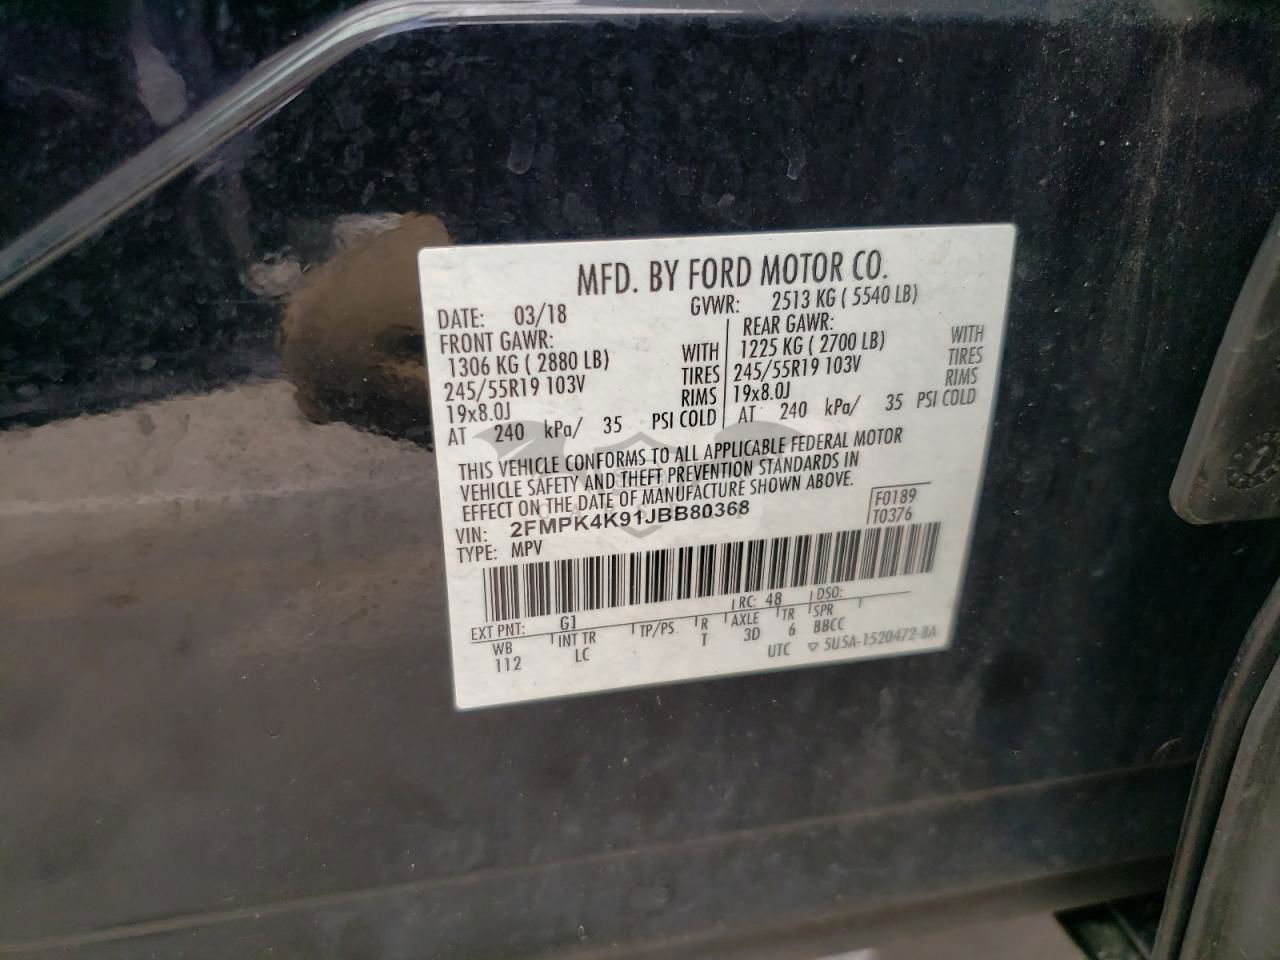 MFD. BY FORD MOTOR CO.
DATE: 03/18 GVWR: 2513 KG ( 5540 LB)
FRONT GAWR: REAR GAWR:
1306 KG ( 2880 LB) WITH 1225 KG ( 2700 LB) WITH
245/55R19 103V TIRES 245/55R19 103V TIRES
19x8.0J RIMS 19x8.0J RIMS
AT 240 kPa/ 35 PSI COLD AT 240 kPa/ 35 PSI COLD
THIS VEHICLE CONFORMS TO ALL APPLICABLE FEDERAL MOTOR
VEHICLE SAFETY AND THEFT PREVENTION STANDARDS IN
EFFECT ON THE DATE OF MANUFACTURE SHOWN ABOVE.
VIN: 2FMPK4K91JBB80368 F0189
TYPE: MPV T0376
EXT PNT: G1 RC: 48 DSO:
WB INT TR TP/PS R AXLE TR SPR
112 LC T 3D 6 BBCC
UTC ▽ 5U5A-1520472-BA